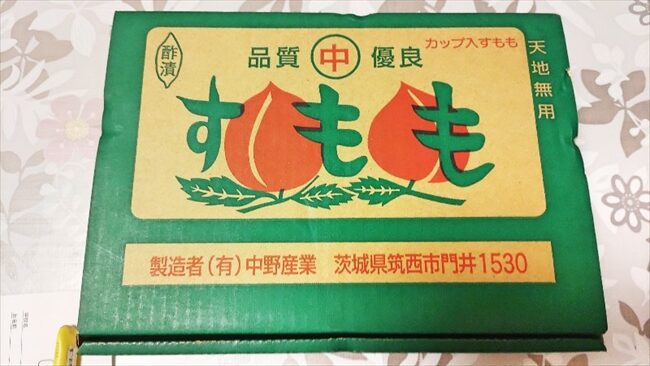 酢漬
品質 中 優良
カップ入すもも
天地無用
すもも
製造者(有)中野産業 茨城県筑西市門井1530